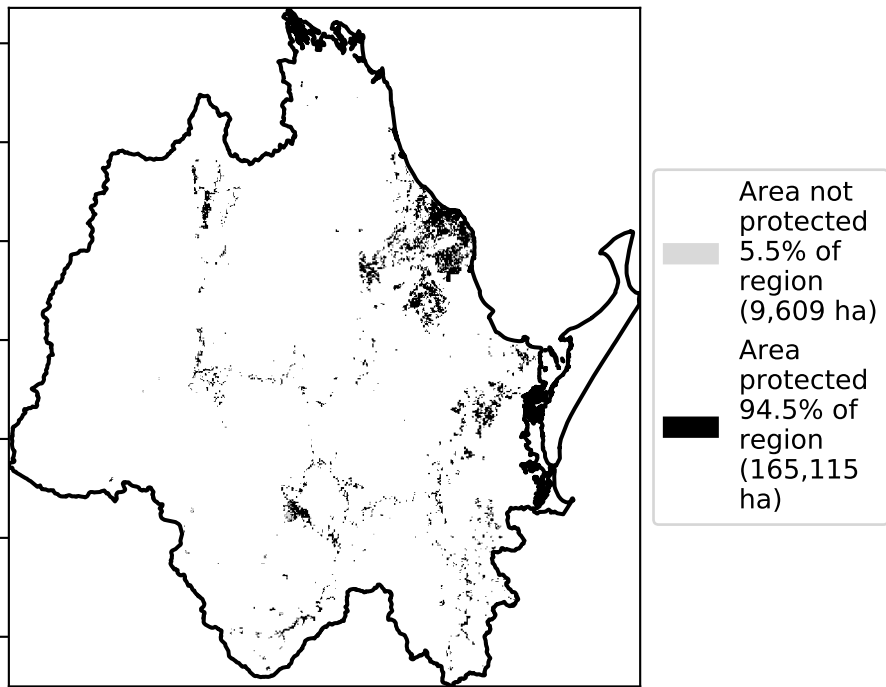 Area not
protected
5.5% of
region
(9,609 ha)
Area
protected
94.5% of
region
(165,115
ha)